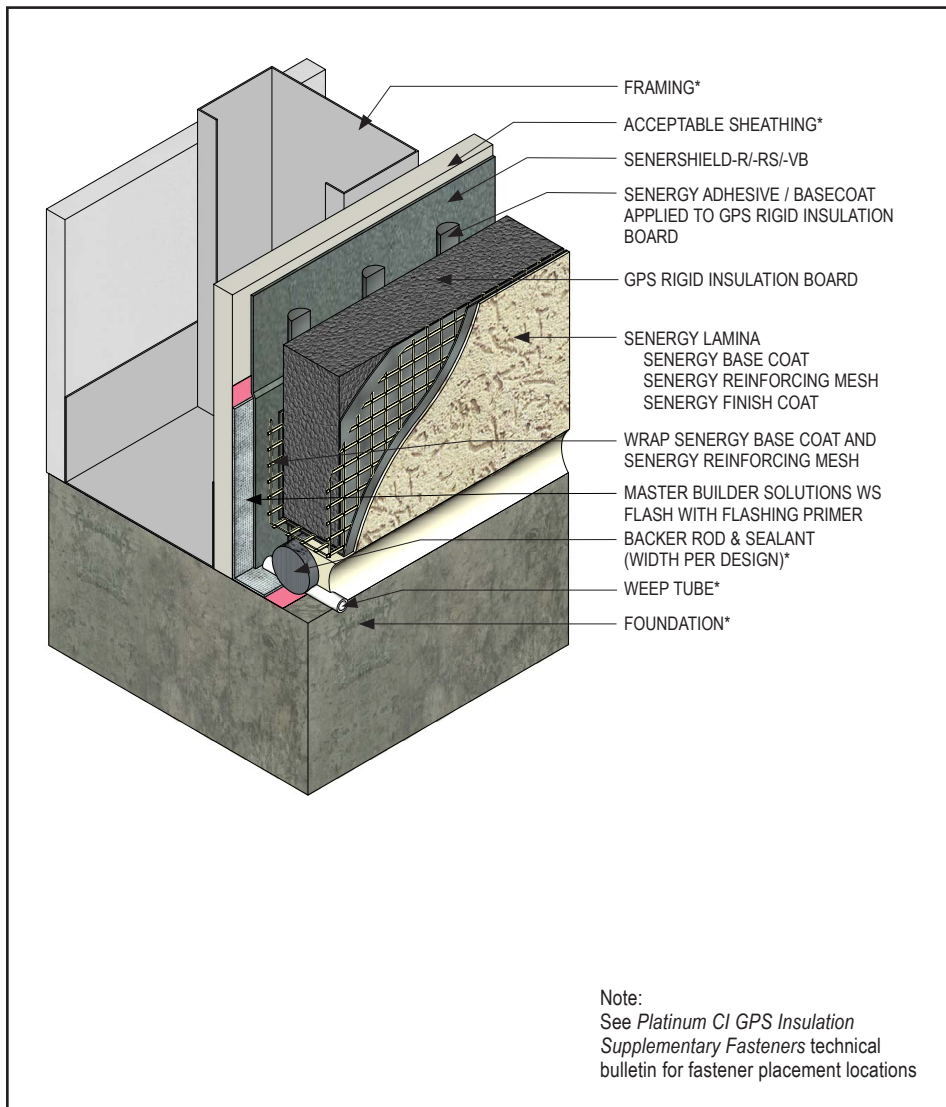 FRAMING*
ACCEPTABLE SHEATHING*
SENERSHIELD-R/-RS/-VB
SENERGY ADHESIVE / BASECOAT
APPLIED TO GPS RIGID INSULATION
BOARD
GPS RIGID INSULATION BOARD
SENERGY LAMINA
SENERGY BASE COAT
SENERGY REINFORCING MESH
SENERGY FINISH COAT
WRAP SENERGY BASE COAT AND
SENERGY REINFORCING MESH
MASTER BUILDER SOLUTIONS WS
FLASH WITH FLASHING PRIMER
BACKER ROD & SEALANT
(WIDTH PER DESIGN)*
WEEP TUBE*
FOUNDATION*
Note:
See Platinum CI GPS Insulation
Supplementary Fasteners technical
bulletin for fastener placement locations